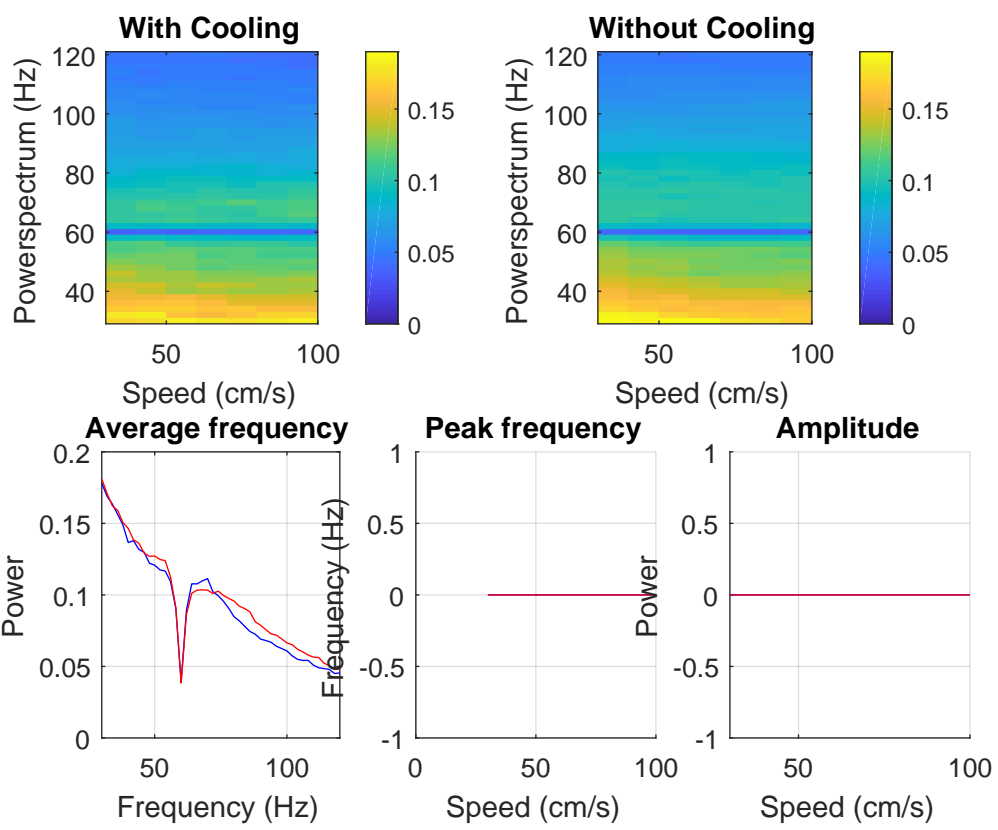 With Cooling
Powerspectrum (Hz)
120
100
80
60
40
50
100
Speed (cm/s)
0.15
0.1
0.05
0
Without Cooling
Powerspectrum (Hz)
120
100
80
60
40
50
100
Speed (cm/s)
0.15
0.1
0.05
0
Average frequency
Power
0.2
0.15
0.1
0.05
0
50
100
Frequency (Hz)
Peak frequency
Frequency (Hz)
1
0.5
0
-0.5
-1
0
50
100
Speed (cm/s)
Amplitude
Power
1
0.5
0
-0.5
-1
50
100
Speed (cm/s)